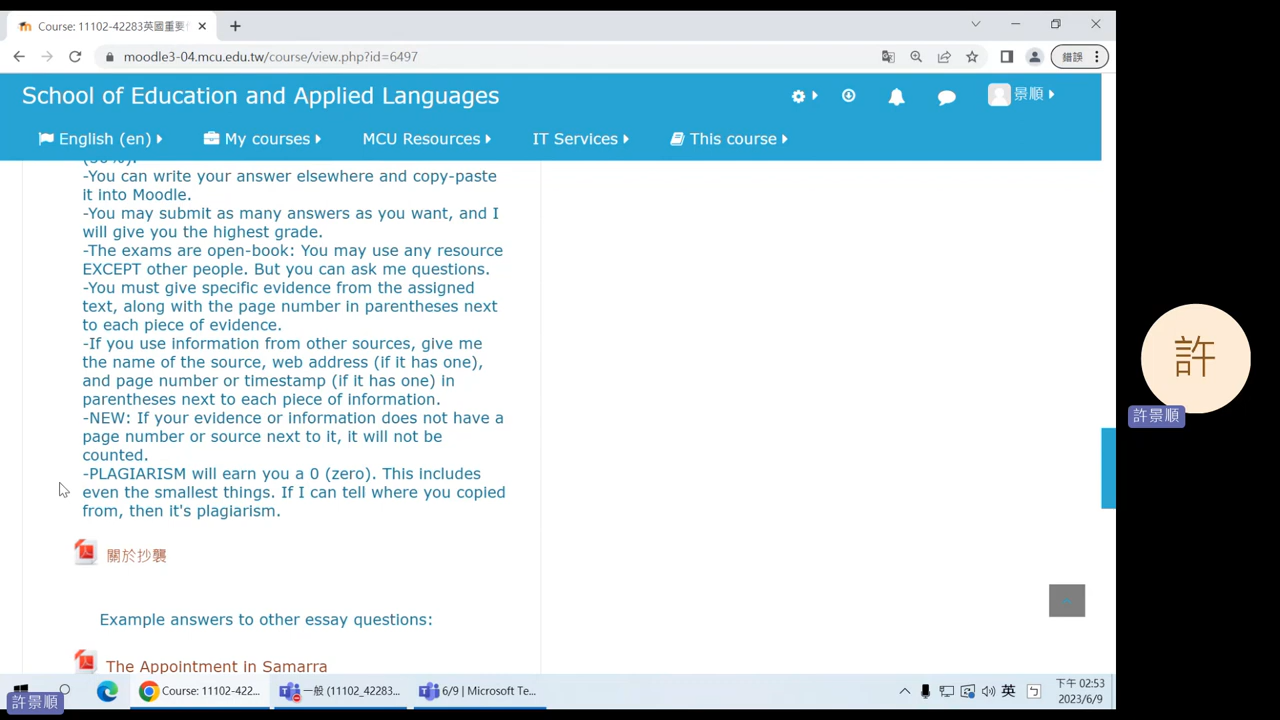 Course: 11102-42283英國重要
moodle3-04.mcu.edu.tw/course/view.php?id=6497
錯誤
School of Education and Applied Languages
景順
English (en)
My courses
MCU Resources
IT Services
This course
-You can write your answer elsewhere and copy-paste
it into Moodle.
-You may submit as many answers as you want, and I
will give you the highest grade.
-The exams are open-book: You may use any resource
EXCEPT other people. But you can ask me questions.
-You must give specific evidence from the assigned
text, along with the page number in parentheses next
to each piece of evidence.
-If you use information from other sources, give me
the name of the source, web address (if it has one),
and page number or timestamp (if it has one) in
parentheses next to each piece of information.
-NEW: If your evidence or information does not have a
page number or source next to it, it will not be
counted.
-PLAGIARISM will earn you a 0 (zero). This includes
even the smallest things. If I can tell where you copied
from, then it's plagiarism.
關於抄襲
Example answers to other essay questions:
The Appointment in Samarra
許
許景順
Course: 11102-422...
一般 (11102_42283...
6/9 | Microsoft Te...
英
下午 02:53
2023/6/9
許景順